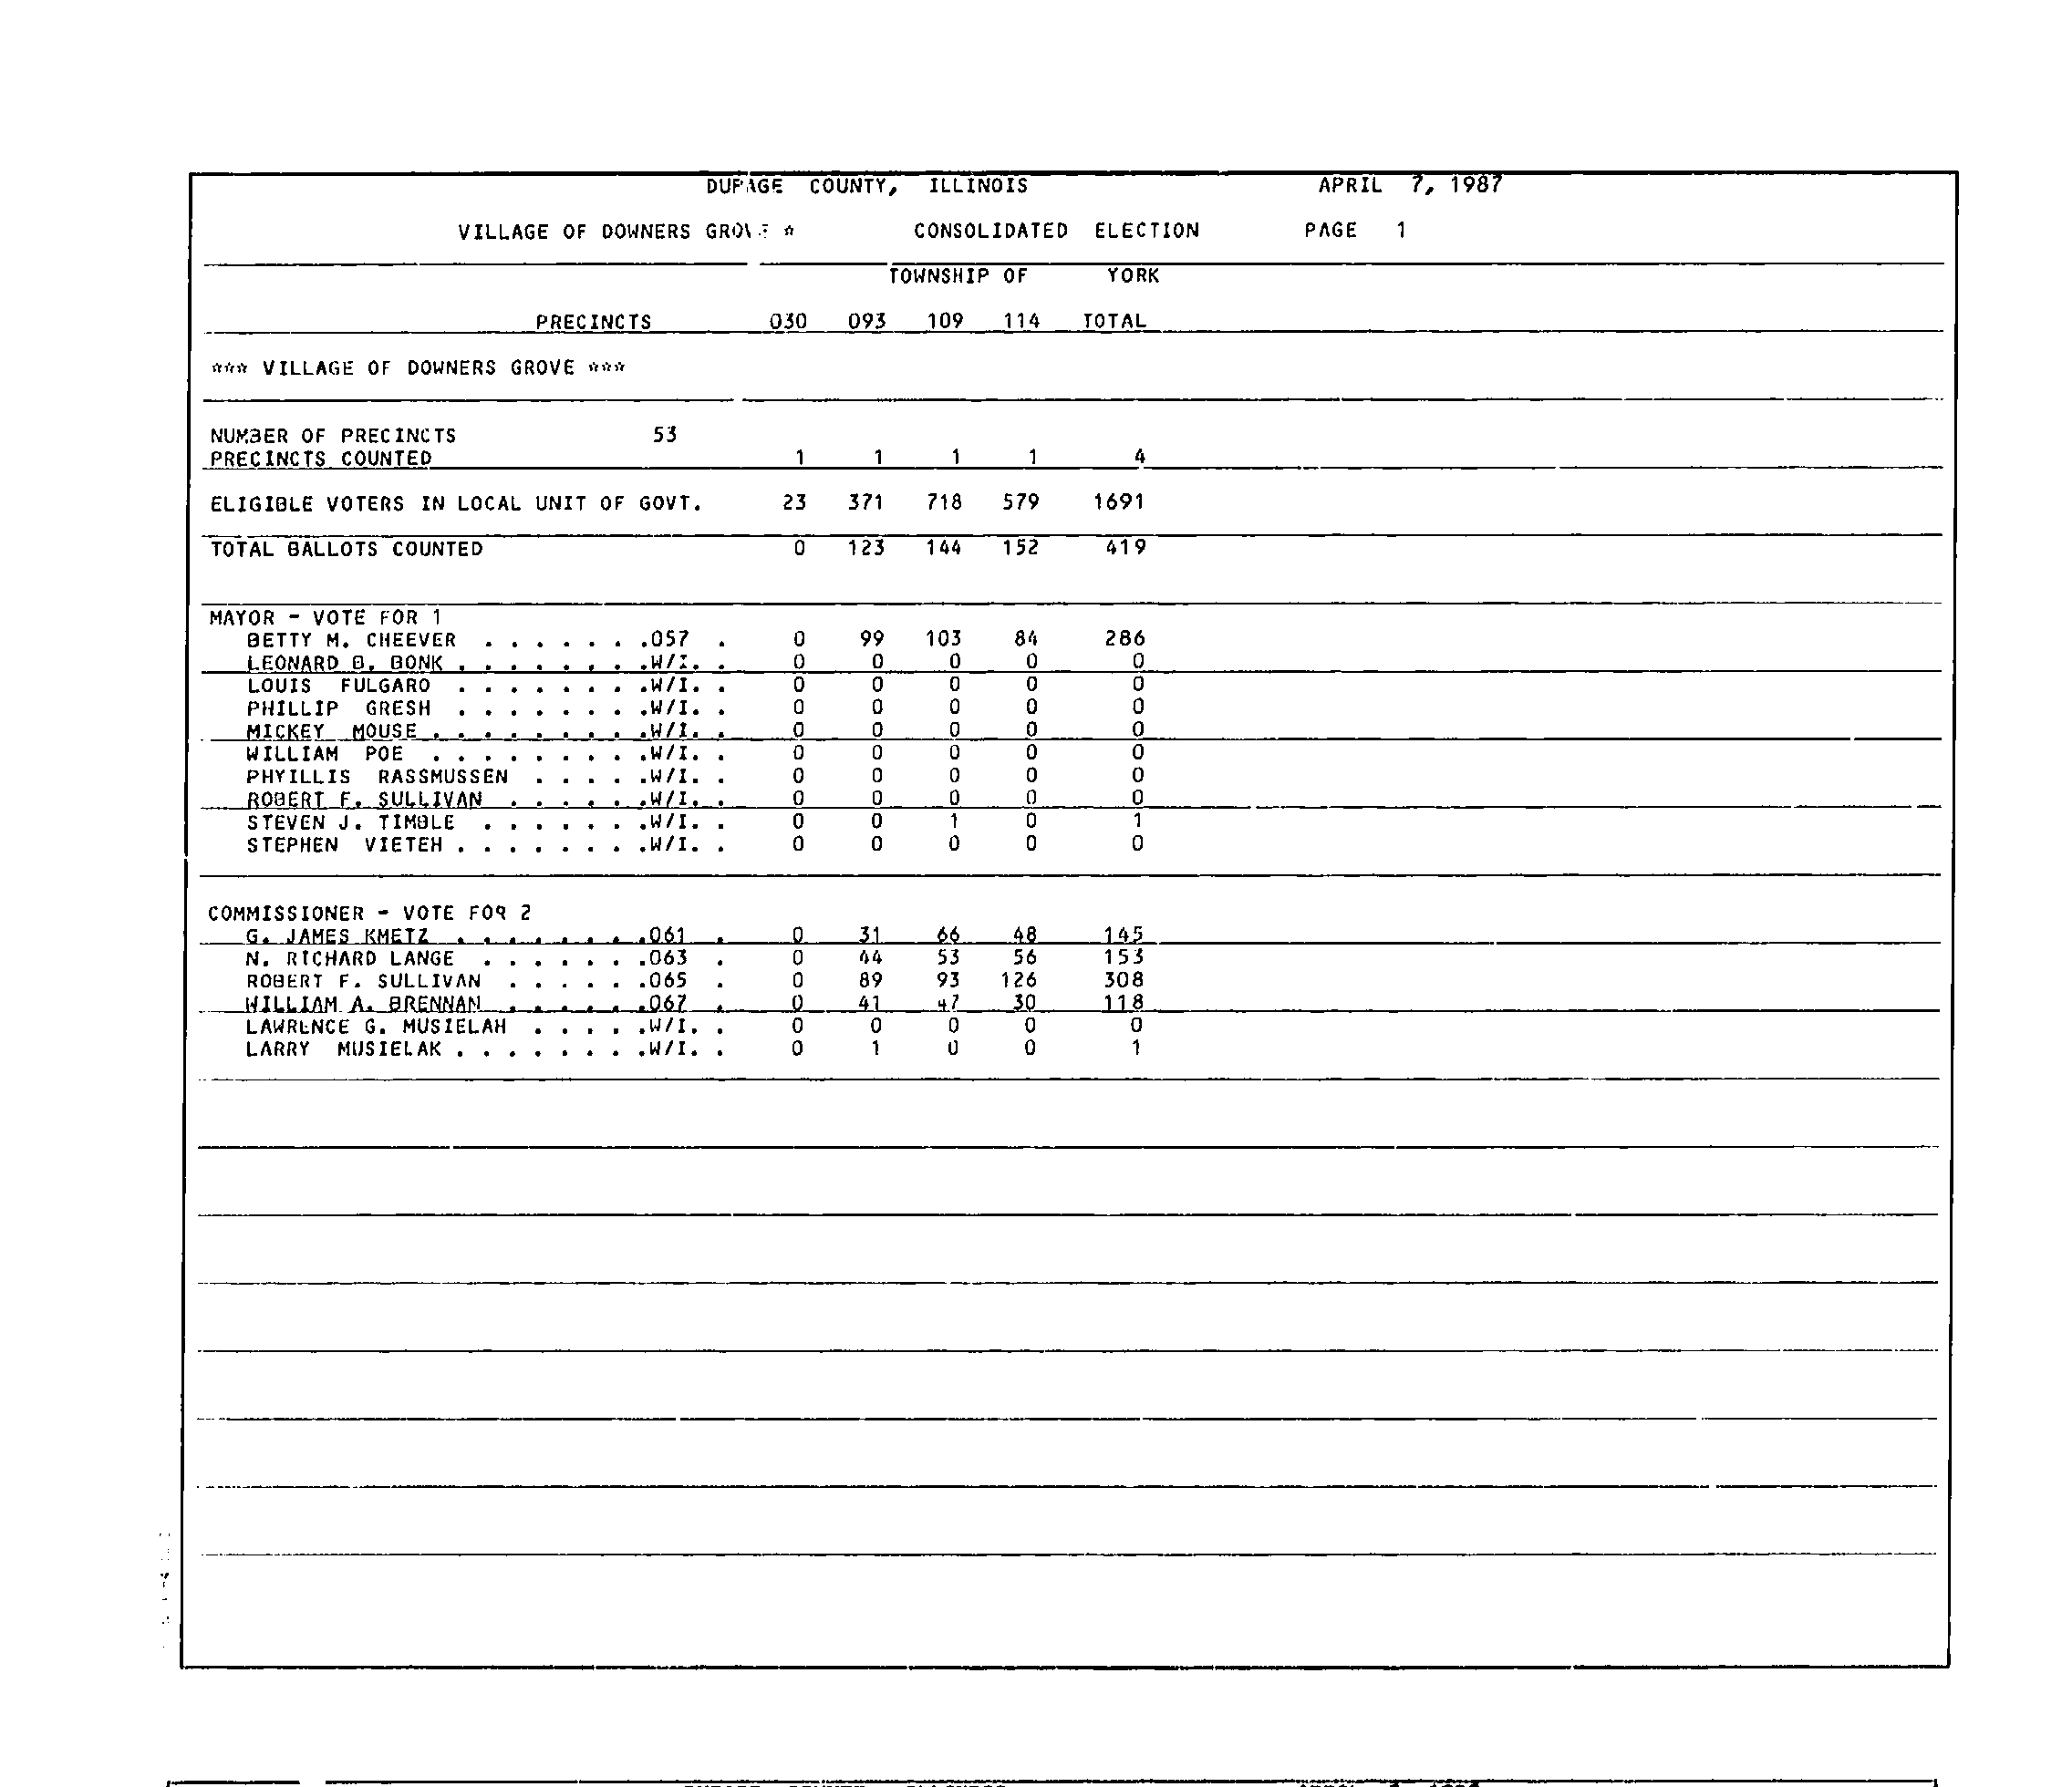 DUPAGE COUNTY, ILLINOIS APRIL 7, 1987
VILLAGE OF DOWNERS GROVE * CONSOLIDATED ELECTION PAGE 1
TOWNSHIP OF YORK
PRECINCTS 030 093 109 114 TOTAL
*** VILLAGE OF DOWNERS GROVE ***
NUMBER OF PRECINCTS 53
PRECINCTS COUNTED 1 1 1 1 4
ELIGIBLE VOTERS IN LOCAL UNIT OF GOVT. 23 371 718 579 1691
TOTAL BALLOTS COUNTED 0 123 144 152 419
MAYOR - VOTE FOR 1
BETTY M. CHEEVER . . . . . . .057 . 0 99 103 84 286
LEONARD B. BONK . . . . . . . .W/I. . 0 0 0 0 0
LOUIS FULGARO . . . . . . . .W/I. . 0 0 0 0 0
PHILLIP GRESH . . . . . . . .W/I. . 0 0 0 0 0
MICKEY MOUSE . . . . . . . . .W/I. . 0 0 0 0 0
WILLIAM POE . . . . . . . . .W/I. . 0 0 0 0 0
PHYILLIS RASSMUSSEN . . . . .W/I. . 0 0 0 0 0
ROBERT F. SULLIVAN . . . . . .W/I. . 0 0 0 0 0
STEVEN J. TIMBLE . . . . . . .W/I. . 0 0 1 0 1
STEPHEN VIETEH . . . . . . . .W/I. . 0 0 0 0 0
COMMISSIONER - VOTE FOR 2
G. JAMES KMETZ . . . . . . . .061 . 0 31 66 48 145
N. RICHARD LANGE . . . . . . .063 . 0 44 53 56 153
ROBERT F. SULLIVAN . . . . . .065 . 0 89 93 126 308
WILLIAM A. BRENNAN . . . . . .067 . 0 41 47 30 118
LAWRENCE G. MUSIELAH . . . . .W/I. . 0 0 0 0 0
LARRY MUSIELAK . . . . . . . .W/I. . 0 1 0 0 1